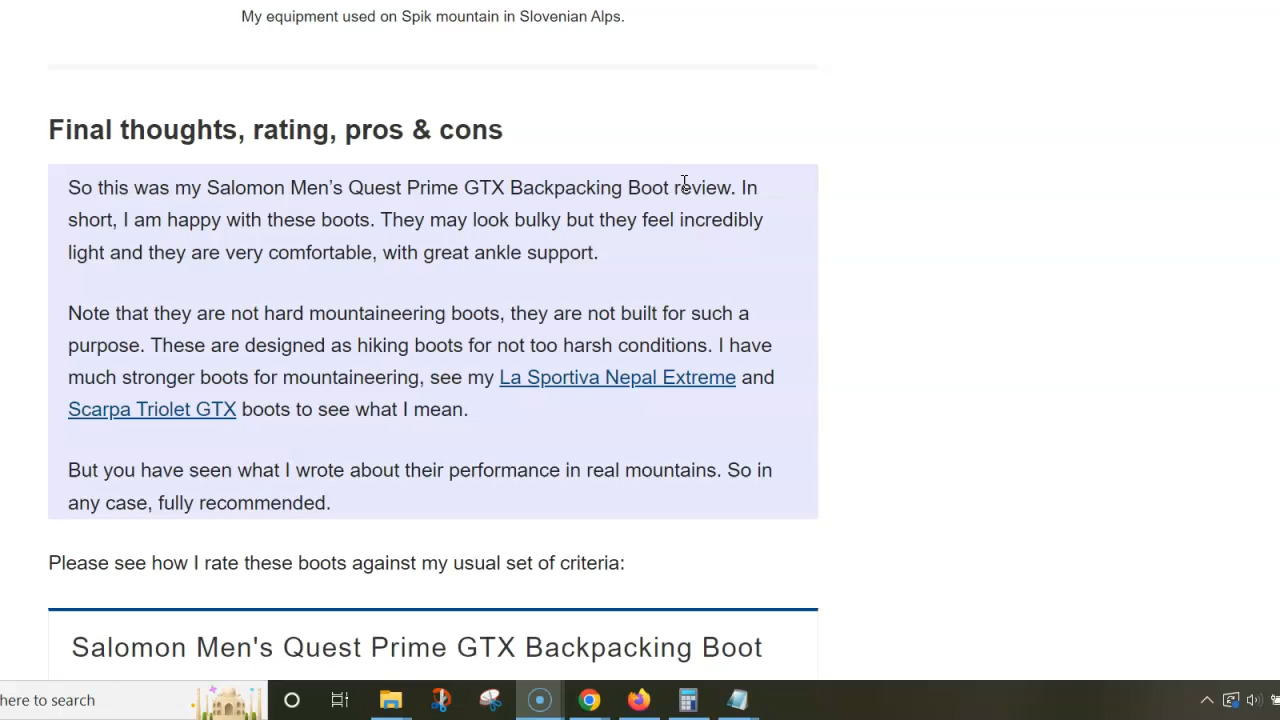 My equipment used on Spik mountain in Slovenian Alps.
Final thoughts, rating, pros & cons
So this was my Salomon Men’s Quest Prime GTX Backpacking Boot review. In
short, I am happy with these boots. They may look bulky but they feel incredibly
light and they are very comfortable, with great ankle support.
Note that they are not hard mountaineering boots, they are not built for such a
purpose. These are designed as hiking boots for not too harsh conditions. I have
much stronger boots for mountaineering, see my La Sportiva Nepal Extreme and
Scarpa Triolet GTX boots to see what I mean.
But you have seen what I wrote about their performance in real mountains. So in
any case, fully recommended.
Please see how I rate these boots against my usual set of criteria:
Salomon Men's Quest Prime GTX Backpacking Boot
here to search